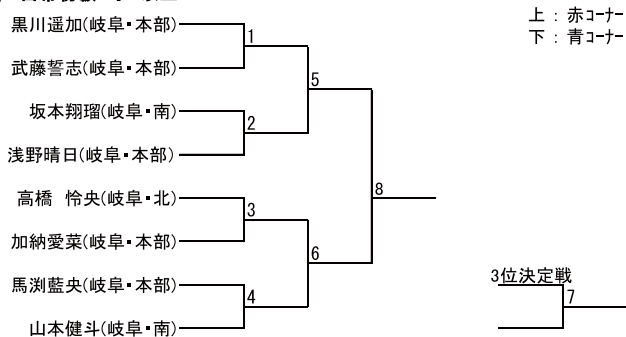 上：赤コーナー
下：青コーナー
黒川遥加(岐阜・本部)
1
武藤誓志(岐阜・本部)
5
坂本翔瑠(岐阜・南)
2
浅野晴日(岐阜・本部)
8
高橋　怜央(岐阜・北)
3
加納愛菜(岐阜・本部)
6
馬渕藍央(岐阜・本部)
4
山本健斗(岐阜・南)
3位決定戦
7